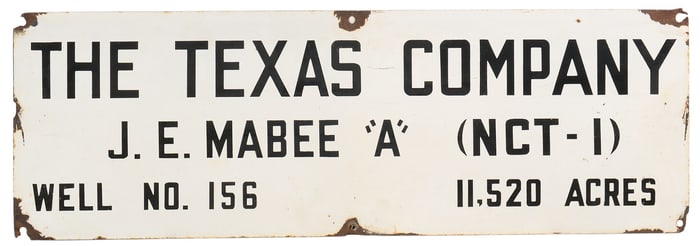 THE TEXAS COMPANY
J. E. MABEE "A" (NCT-1)
WELL NO. 156 11,520 ACRES